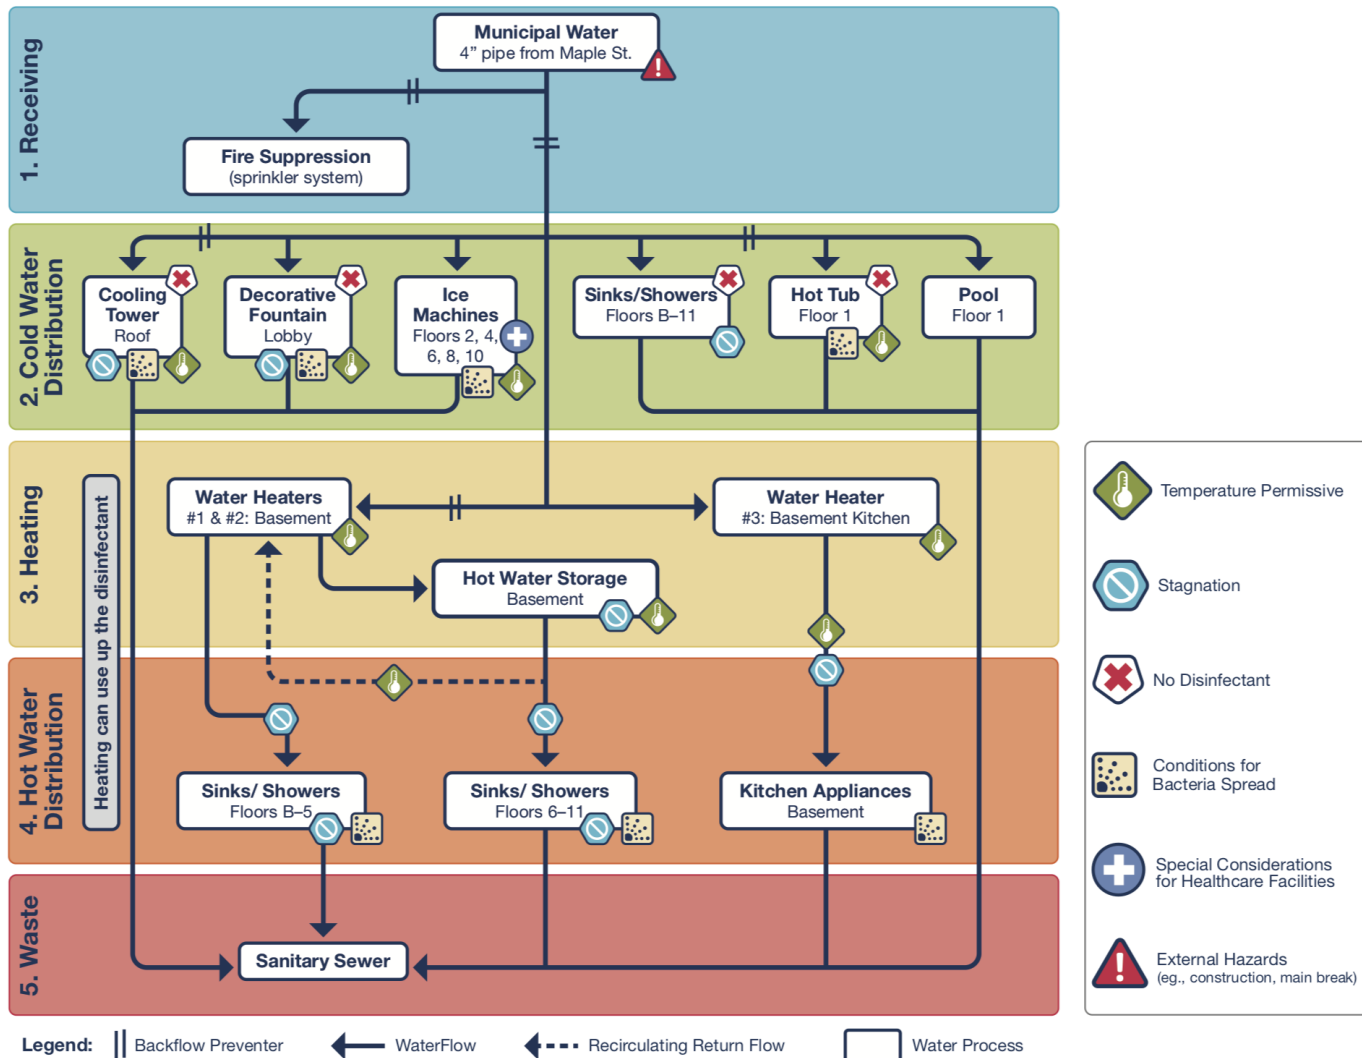 1. Receiving
Municipal Water
4” pipe from Maple St.
Fire Suppression
(sprinkler system)
2. Cold Water
Distribution
Cooling
Tower
Roof
Decorative
Fountain
Lobby
Ice
Machines
Floors 2, 4,
6, 8, 10
Sinks/Showers
Floors B–11
Hot Tub
Floor 1
Pool
Floor 1
3. Heating
Heating can use up the disinfectant
Water Heaters
#1 & #2: Basement
Water Heater
#3: Basement Kitchen
Hot Water Storage
Basement
4. Hot Water
Distribution
Sinks/ Showers
Floors B–5
Sinks/ Showers
Floors 6–11
Kitchen Appliances
Basement
5. Waste
Sanitary Sewer
Temperature Permissive
Stagnation
No Disinfectant
Conditions for
Bacteria Spread
Special Considerations
for Healthcare Facilities
External Hazards
(eg., construction, main break)
Legend: Backflow Preventer WaterFlow Recirculating Return Flow Water Process